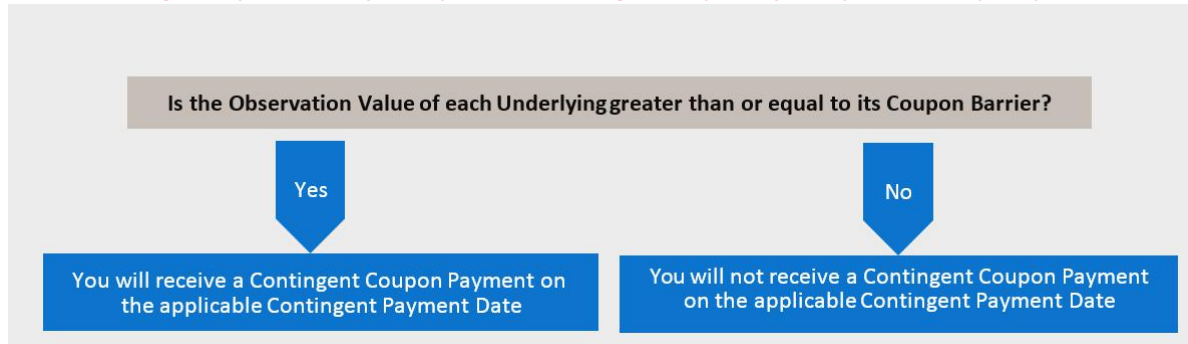 Is the Observation Value of each Underlying greater than or equal to its Coupon Barrier?
Yes
No
You will receive a Contingent Coupon Payment on
the applicable Contingent Payment Date
You will not receive a Contingent Coupon Payment
on the applicable Contingent Payment Date